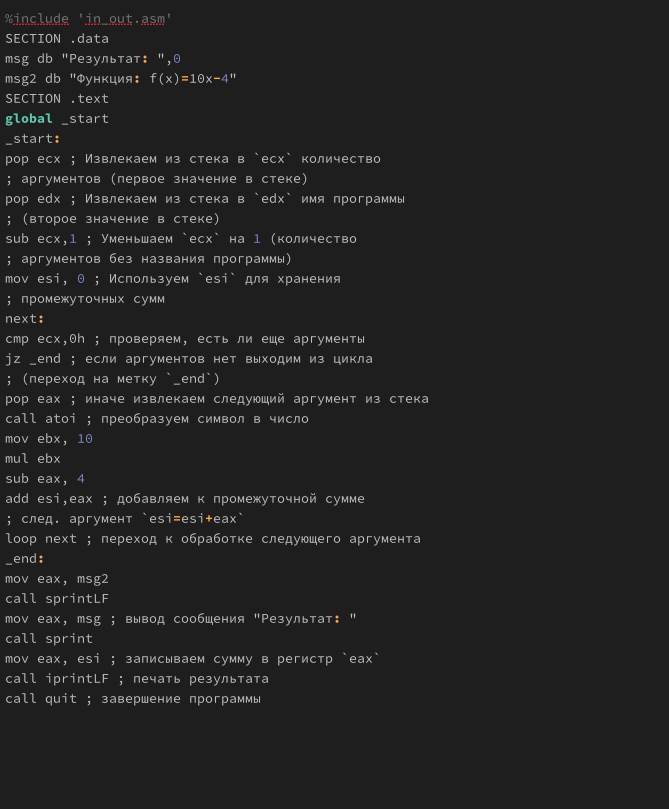 %include 'in_out.asm'
SECTION .data
msg db "Результат: ",0
msg2 db "Функция: f(x)=10x-4"
SECTION .text
global _start
_start:
pop ecx ; Извлекаем из стека в `ecx` количество
; аргументов (первое значение в стеке)
pop edx ; Извлекаем из стека в `edx` имя программы
; (второе значение в стеке)
sub ecx,1 ; Уменьшаем `ecx` на 1 (количество
; аргументов без названия программы)
mov esi, 0 ; Используем `esi` для хранения
; промежуточных сумм
next:
cmp ecx,0h ; проверяем, есть ли еще аргументы
jz _end ; если аргументов нет выходим из цикла
; (переход на метку `_end`)
pop eax ; иначе извлекаем следующий аргумент из стека
call atoi ; преобразуем символ в число
mov ebx, 10
mul ebx
sub eax, 4
add esi,eax ; добавляем к промежуточной сумме
; след. аргумент `esi=esi+eax`
loop next ; переход к обработке следующего аргумента
_end:
mov eax, msg2
call sprintLF
mov eax, msg ; вывод сообщения "Результат: "
call sprint
mov eax, esi ; записываем сумму в регистр `eax`
call iprintLF ; печать результата
call quit ; завершение программы